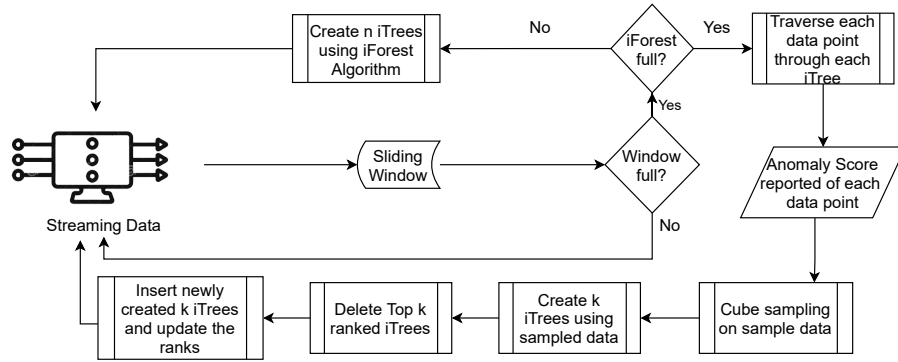 Create n iTrees
using iForest
Algorithm
No
iForest
full?
Yes
Traverse each
data point
through each
iTree
Yes
Streaming Data
Sliding
Window
Window
full?
No
Anomaly Score
reported of each
data point
Insert newly
created k iTrees
and update the
ranks
Delete Top k
ranked iTrees
Create k
iTrees using
sampled data
Cube sampling
on sample data